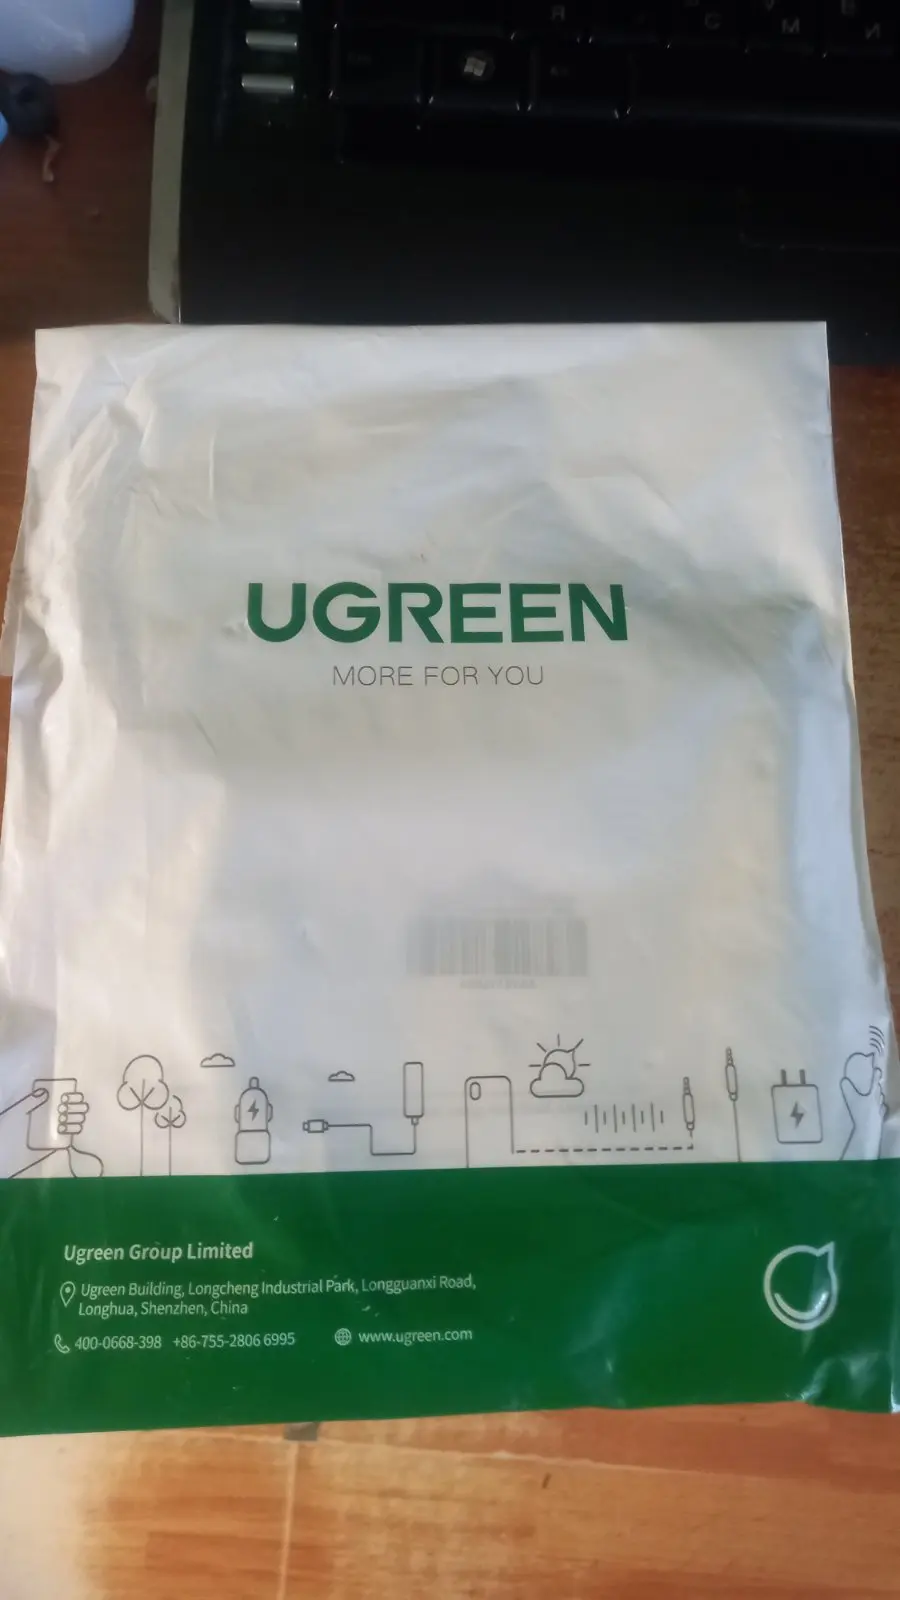 Я С М И
UGREEN
MORE FOR YOU
Ugreen Group Limited
Ugreen Building, Longcheng Industrial Park, Longguanxi Road,
Longhua, Shenzhen, China
400-0668-398 +86-755-2806 6995 www.ugreen.com